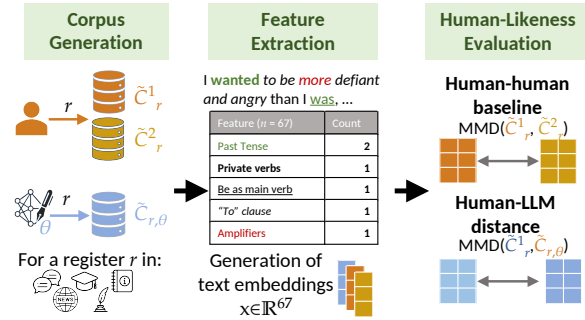 Corpus
Generation
r
C̃¹ᵣ
C̃²ᵣ
r
θ
C̃ᵣ,θ
For a register r in:
NEWS
Feature
Extraction
I wanted to be more defiant
and angry than I was, ...
Feature (n = 67) Count
Past Tense 2
Private verbs 1
Be as main verb 1
“To” clause 1
Amplifiers 1
Generation of
text embeddings
x∈ℝ⁶⁷
Human-Likeness
Evaluation
Human-human
baseline
MMD(C̃¹ᵣ, C̃²ᵣ)
Human-LLM
distance
MMD(C̃¹ᵣ,C̃ᵣ,θ)